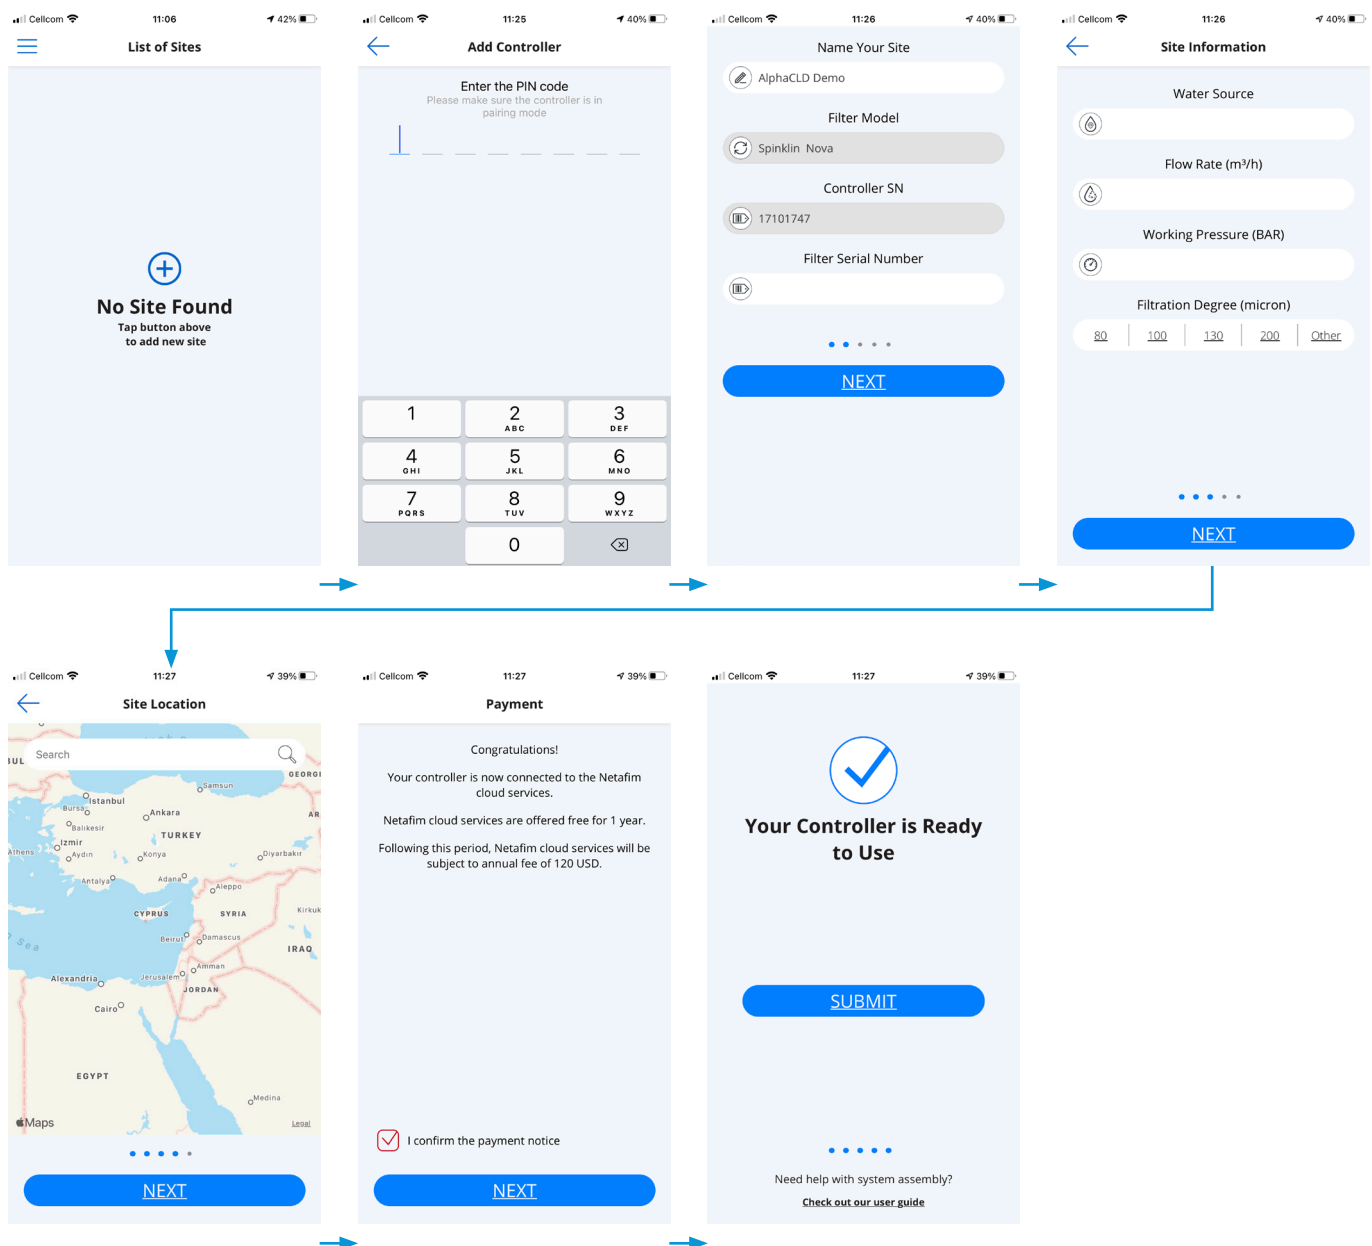 Cellcom 11:06 42%
List of Sites
No Site Found
Tap button above
to add new site
Cellcom 11:25 40%
Add Controller
Enter the PIN code
Please make sure the controller is in
pairing mode
1 2 3
ABC DEF
4 5 6
GHI JKL MNO
7 8 9
PQRS TUV WXYZ
0
Cellcom 11:26 40%
Name Your Site
AlphaCLD Demo
Filter Model
Spinklin Nova
Controller SN
17101747
Filter Serial Number
NEXT
Cellcom 11:26 40%
Site Information
Water Source
Flow Rate (m³/h)
Working Pressure (BAR)
Filtration Degree (micron)
80 100 130 200 Other
NEXT
Cellcom 11:27 39%
Site Location
Search
GEORGI
Samsun
Istanbul
Bursa
Ankara
AR
Balıkesir
TURKEY
Izmir
Athens
Aydın
Konya
Diyarbakır
Antalya
Adana
Aleppo
CYPRUS
SYRIA
Kirkuk
Sea
Beirut
Damascus
IRAQ
Amman
Alexandria
Jerusalem
JORDAN
Cairo
EGYPT
Medina
Maps
Legal
NEXT
Cellcom 11:27 39%
Payment
Congratulations!
Your controller is now connected to the Netafim
cloud services.
Netafim cloud services are offered free for 1 year.
Following this period, Netafim cloud services will be
subject to annual fee of 120 USD.
I confirm the payment notice
NEXT
Cellcom 11:27 39%
Your Controller is Ready
to Use
SUBMIT
Need help with system assembly?
Check out our user guide